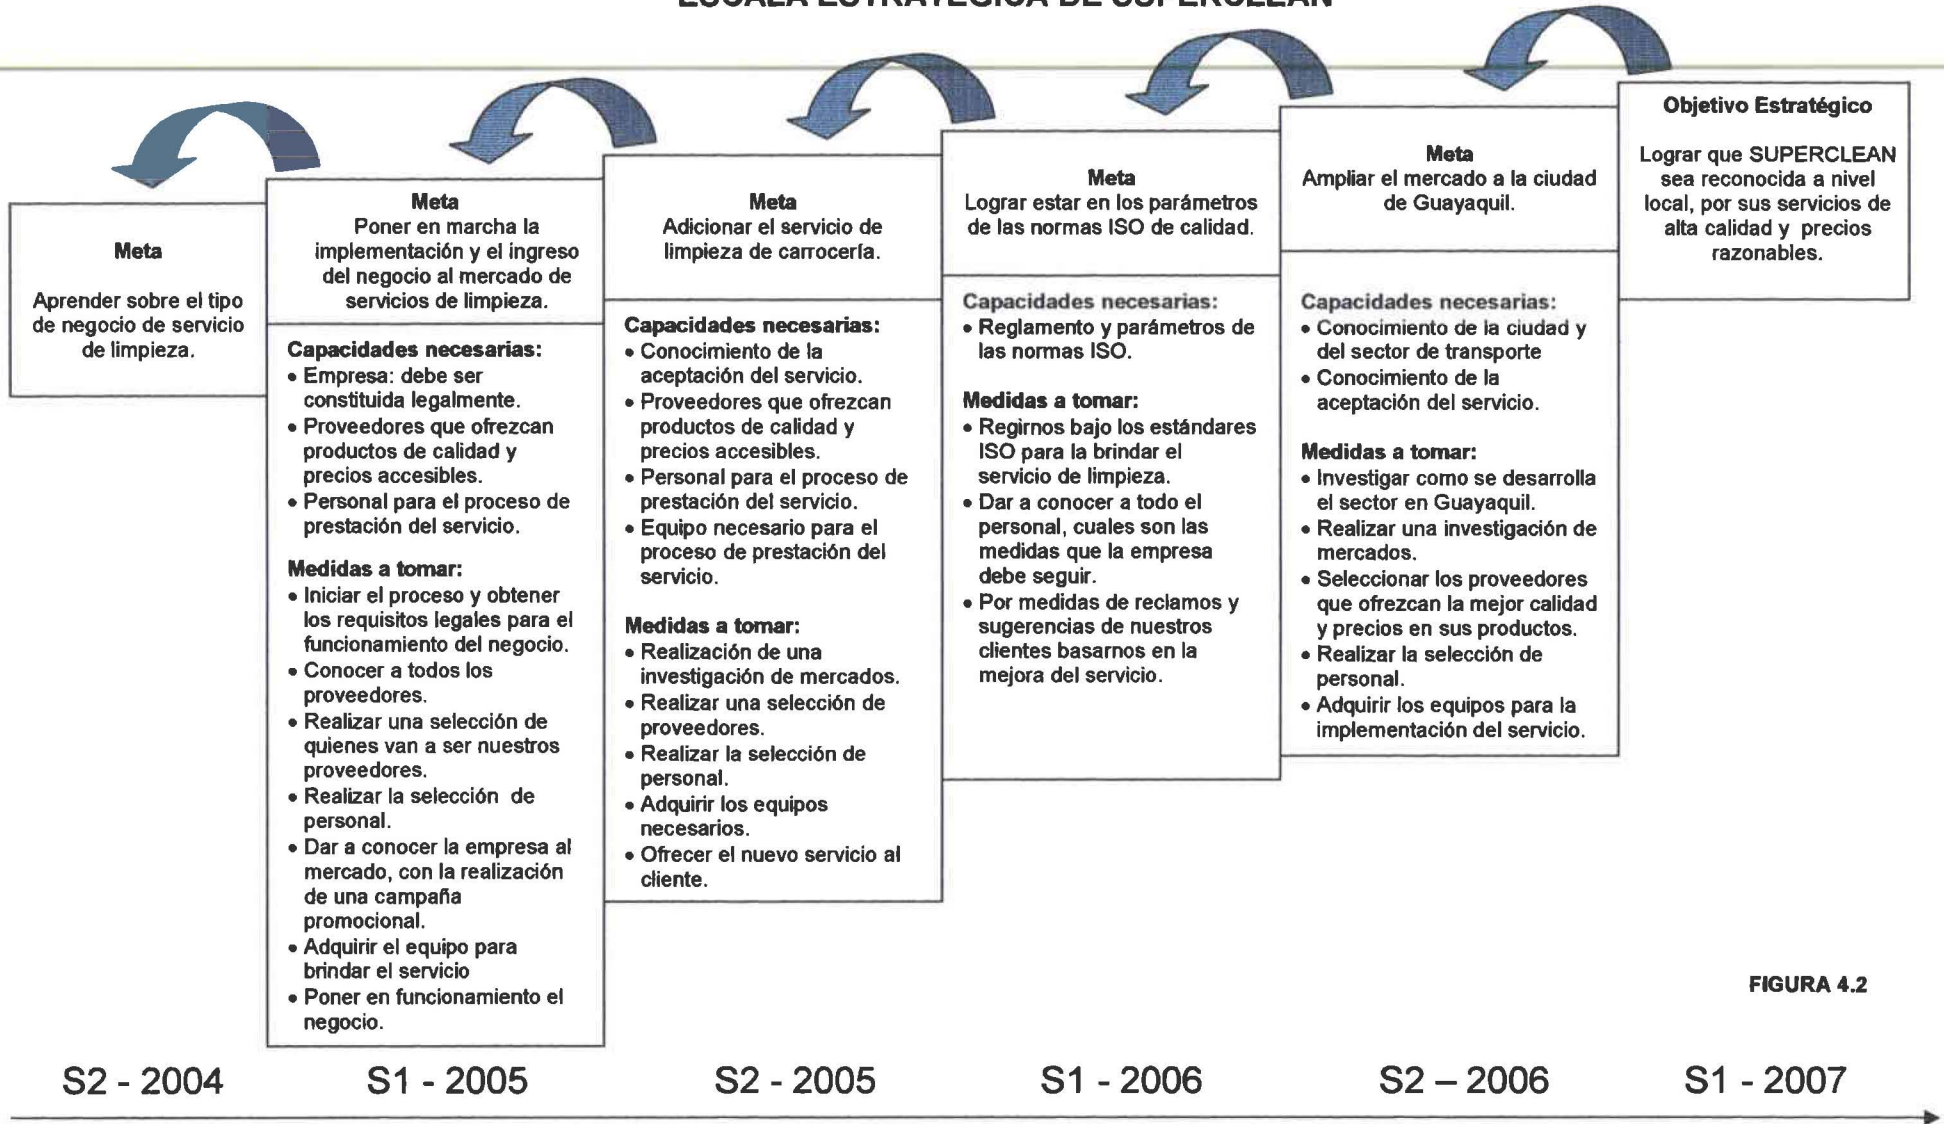 ESCALA ESTRATEGICA DE SUPERCLEAN
Meta
Aprender sobre el tipo
de negocio de servicio
de limpieza.
Meta
Poner en marcha la
implementación y el ingreso
del negocio al mercado de
servicios de limpieza.
Capacidades necesarias:
• Empresa: debe ser
constituida legalmente.
• Proveedores que ofrezcan
productos de calidad y
precios accesibles.
• Personal para el proceso de
prestación del servicio.
Medidas a tomar:
• Iniciar el proceso y obtener
los requisitos legales para el
funcionamiento del negocio.
• Conocer a todos los
proveedores.
• Realizar una selección de
quienes van a ser nuestros
proveedores.
• Realizar la selección de
personal.
• Dar a conocer la empresa al
mercado, con la realización
de una campaña
promocional.
• Adquirir el equipo para
brindar el servicio
• Poner en funcionamiento el
negocio.
Meta
Adicionar el servicio de
limpieza de carrocería.
Capacidades necesarias:
• Conocimiento de la
aceptación del servicio.
• Proveedores que ofrezcan
productos de calidad y
precios accesibles.
• Personal para el proceso de
prestación del servicio.
• Equipo necesario para el
proceso de prestación del
servicio.
Medidas a tomar:
• Realización de una
investigación de mercados.
• Realizar una selección de
proveedores.
• Realizar la selección de
personal.
• Adquirir los equipos
necesarios.
• Ofrecer el nuevo servicio al
cliente.
Meta
Lograr estar en los parámetros
de las normas ISO de calidad.
Capacidades necesarias:
• Reglamento y parámetros de
las normas ISO.
Medidas a tomar:
• Regirnos bajo los estándares
ISO para la brindar el
servicio de limpieza.
• Dar a conocer a todo el
personal, cuales son las
medidas que la empresa
debe seguir.
• Por medidas de reclamos y
sugerencias de nuestros
clientes basarnos en la
mejora del servicio.
Meta
Ampliar el mercado a la ciudad
de Guayaquil.
Capacidades necesarias:
• Conocimiento de la ciudad y
del sector de transporte
• Conocimiento de la
aceptación del servicio.
Medidas a tomar:
• Investigar como se desarrolla
el sector en Guayaquil.
• Realizar una investigación de
mercados.
• Seleccionar los proveedores
que ofrezcan la mejor calidad
y precios en sus productos.
• Realizar la selección de
personal.
• Adquirir los equipos para la
implementación del servicio.
Objetivo Estratégico
Lograr que SUPERCLEAN
sea reconocida a nivel
local, por sus servicios de
alta calidad y precios
razonables.
FIGURA 4.2
S2 - 2004 S1 - 2005 S2 - 2005 S1 - 2006 S2 – 2006 S1 - 2007